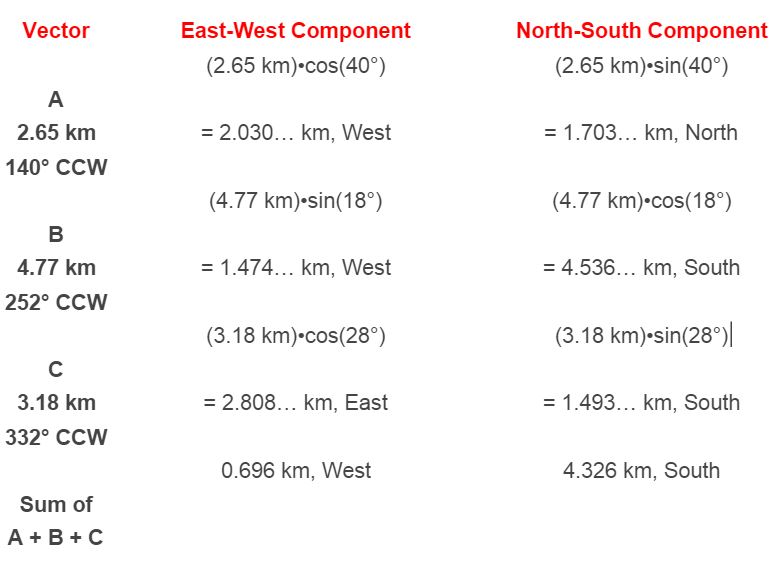 Vector East-West Component North-South Component
(2.65 km)•cos(40°) (2.65 km)•sin(40°)
A
2.65 km = 2.030… km, West = 1.703… km, North
140° CCW
(4.77 km)•sin(18°) (4.77 km)•cos(18°)
B
4.77 km = 1.474… km, West = 4.536… km, South
252° CCW
(3.18 km)•cos(28°) (3.18 km)•sin(28°)
C
3.18 km = 2.808… km, East = 1.493… km, South
332° CCW
0.696 km, West 4.326 km, South
Sum of
A + B + C